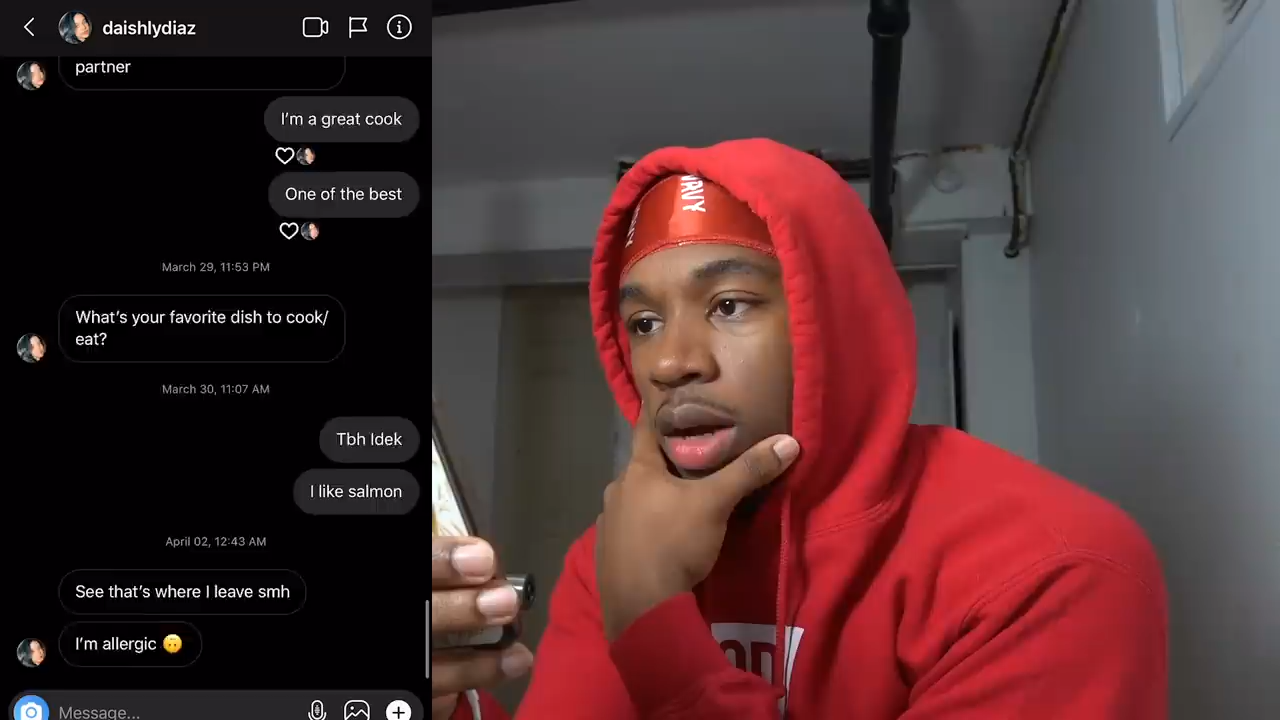 daishlydiaz
partner
I'm a great cook
One of the best
March 29, 11:53 PM
What's your favorite dish to cook/
eat?
March 30, 11:07 AM
Tbh Idek
I like salmon
April 02, 12:43 AM
See that's where I leave smh
I'm allergic 🙃
Message...